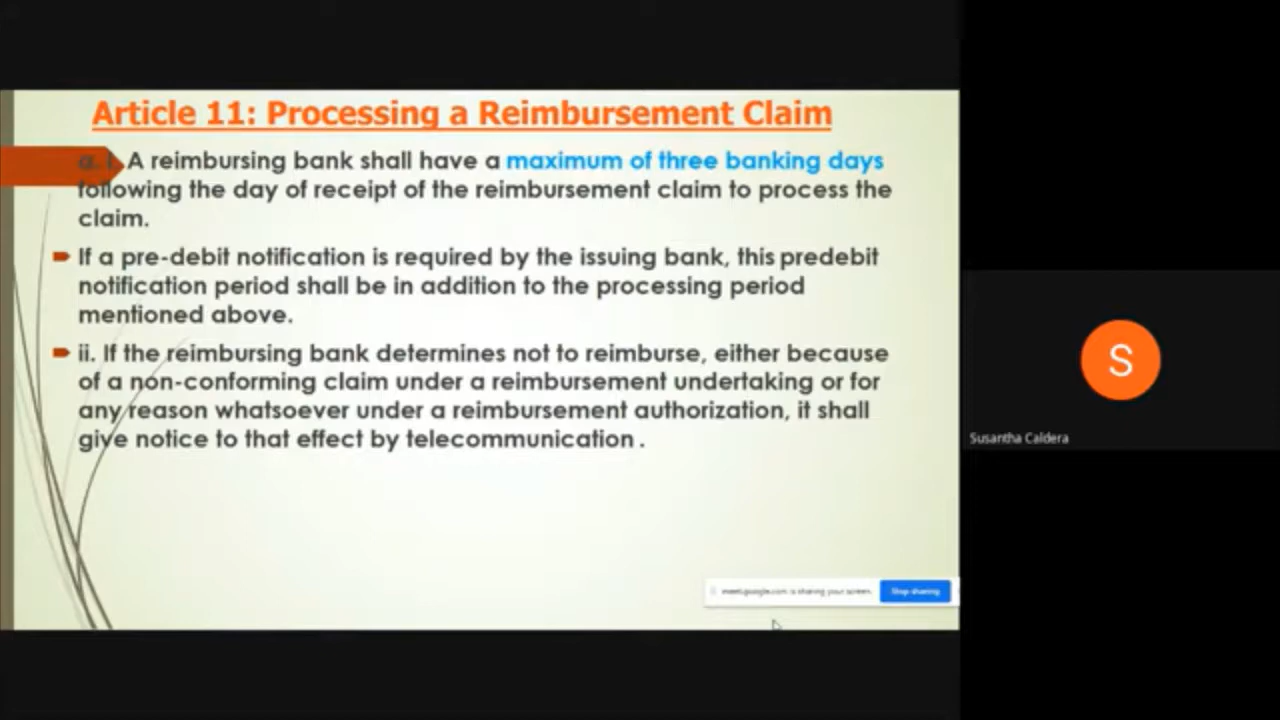 Article 11: Processing a Reimbursement Claim
a. i. A reimbursing bank shall have a maximum of three banking days
following the day of receipt of the reimbursement claim to process the
claim.
If a pre-debit notification is required by the issuing bank, this predebit
notification period shall be in addition to the processing period
mentioned above.
ii. If the reimbursing bank determines not to reimburse, either because
of a non-conforming claim under a reimbursement undertaking or for
any reason whatsoever under a reimbursement authorization, it shall
give notice to that effect by telecommunication .
meet.google.com is sharing your screen. Stop sharing
S
Susantha Caldera